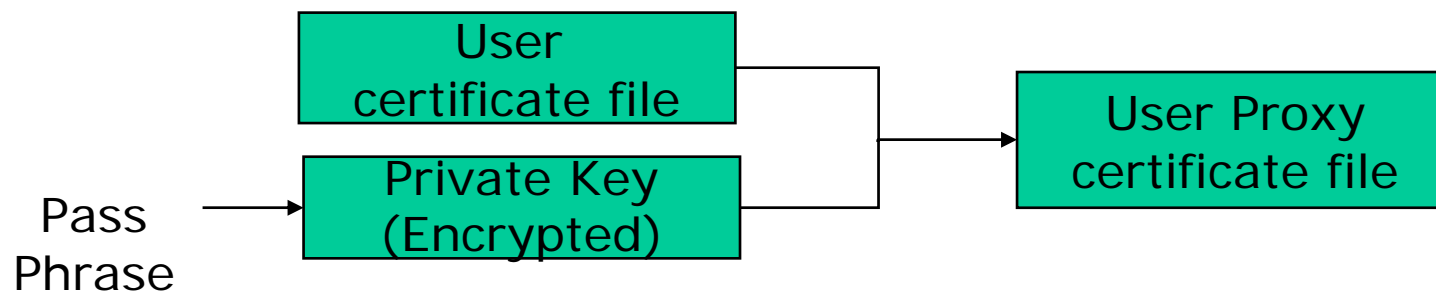 User
certificate file
User Proxy
certificate file
Private Key
(Encrypted)
Pass
Phrase